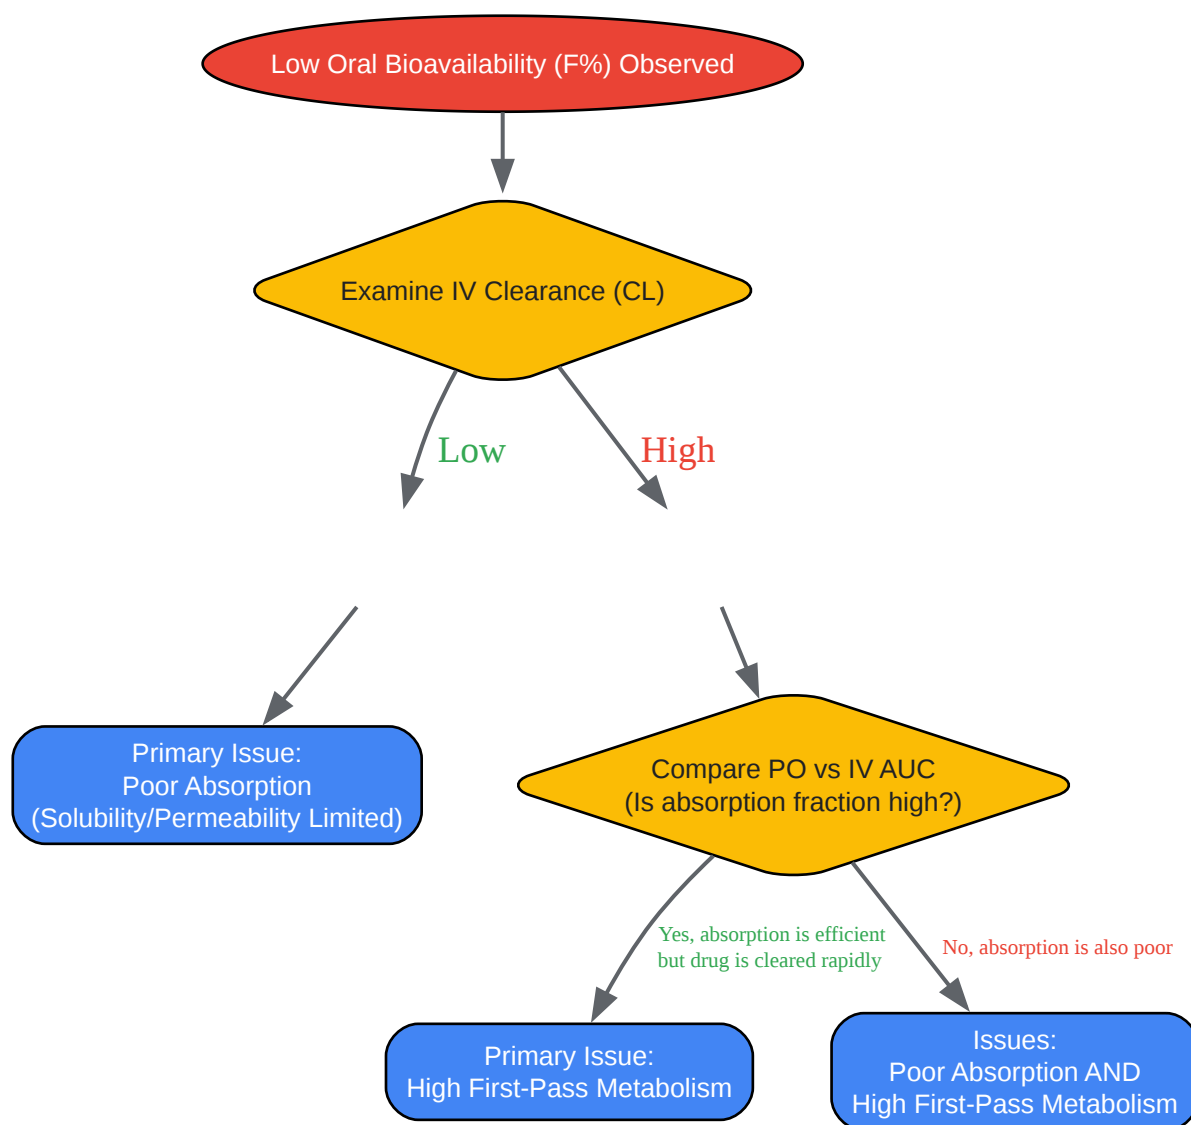 Low Oral Bioavailability (F%) Observed
Examine IV Clearance (CL)
Low
High
Primary Issue:
Poor Absorption
(Solubility/Permeability Limited)
Compare PO vs IV AUC
(Is absorption fraction high?)
Yes, absorption is efficient
but drug is cleared rapidly
No, absorption is also poor
Primary Issue:
High First-Pass Metabolism
Issues:
Poor Absorption AND
High First-Pass Metabolism